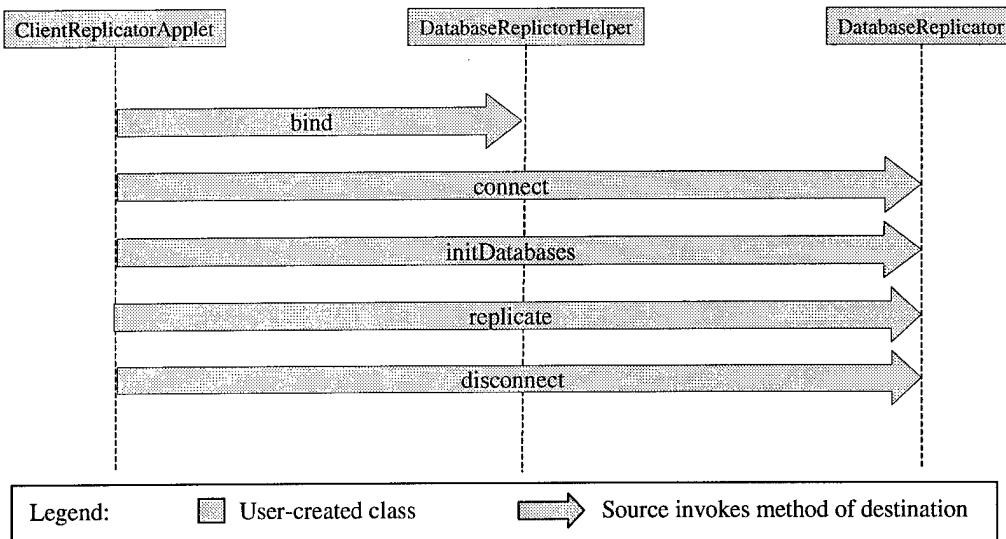 ClientReplicatorApplet
DatabaseReplictorHelper
DatabaseReplicator
bind
connect
initDatabases
replicate
disconnect
Legend:
User-created class
Source invokes method of destination